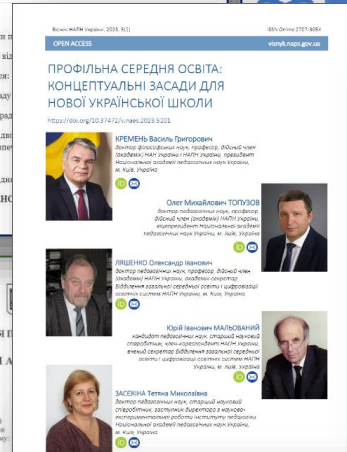 Вісник НАПН України, 2023, 5(2)
ISSN Online 2707-305X
OPEN ACCESS
visnyk.naps.gov.ua
ПРОФІЛЬНА СЕРЕДНЯ ОСВІТА:
КОНЦЕПТУАЛЬНІ ЗАСАДИ ДЛЯ
НОВОЇ УКРАЇНСЬКОЇ ШКОЛИ
https://doi.org/10.37472/v.naes.2023.5201
КРЕМЕНЬ Василь Григорович
доктор філософських наук, професор, дійсний член
(академік) НАН України і НАПН України, президент
Національної академії педагогічних наук України,
м. Київ, Україна
Олег Михайлович ТОПУЗОВ
доктор педагогічних наук, професор,
дійсний член (академік) НАПН України,
віцепрезидент Національної академії
педагогічних наук України, м. Київ, Україна
ЛЯШЕНКО Олександр Іванович
доктор педагогічних наук, професор, дійсний член
(академік) НАПН України, академік-секретар
Відділення загальної середньої освіти і цифровізації
освітніх систем НАПН України, м. Київ, Україна
Юрій Іванович МАЛЬОВАНИЙ
кандидат педагогічних наук, старший науковий
співробітник, член-кореспондент НАПН України,
вчений секретар Відділення загальної середньої
освіти і цифровізації освітніх систем НАПН
України, м. Київ, Україна
ЗАСЄКІНА Тетяна Миколаївна
доктор педагогічних наук, старший науковий
співробітник, заступник директора з науково-
експериментальної роботи Інституту педагогіки
Національної академії педагогічних наук України,
м. Київ, Україна